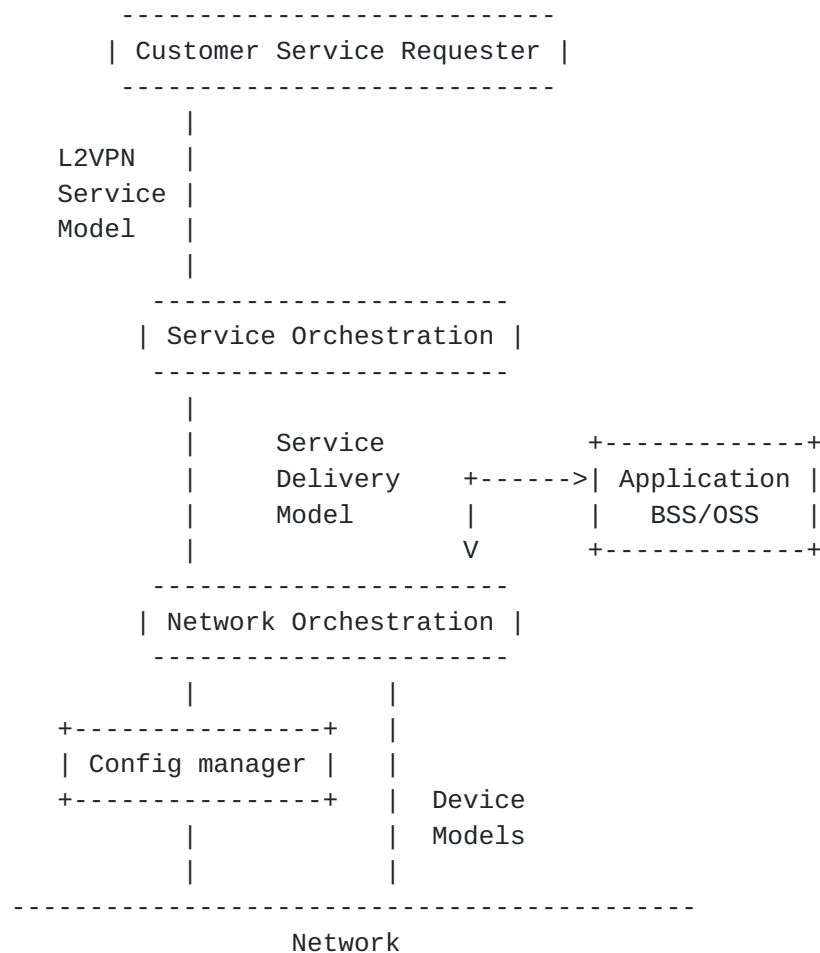 Customer Service Requester
L2VPN
Service
Model
Service Orchestration
Service
Delivery Application
Model BSS/OSS
V
Network Orchestration
Config manager
Device
Models
Network